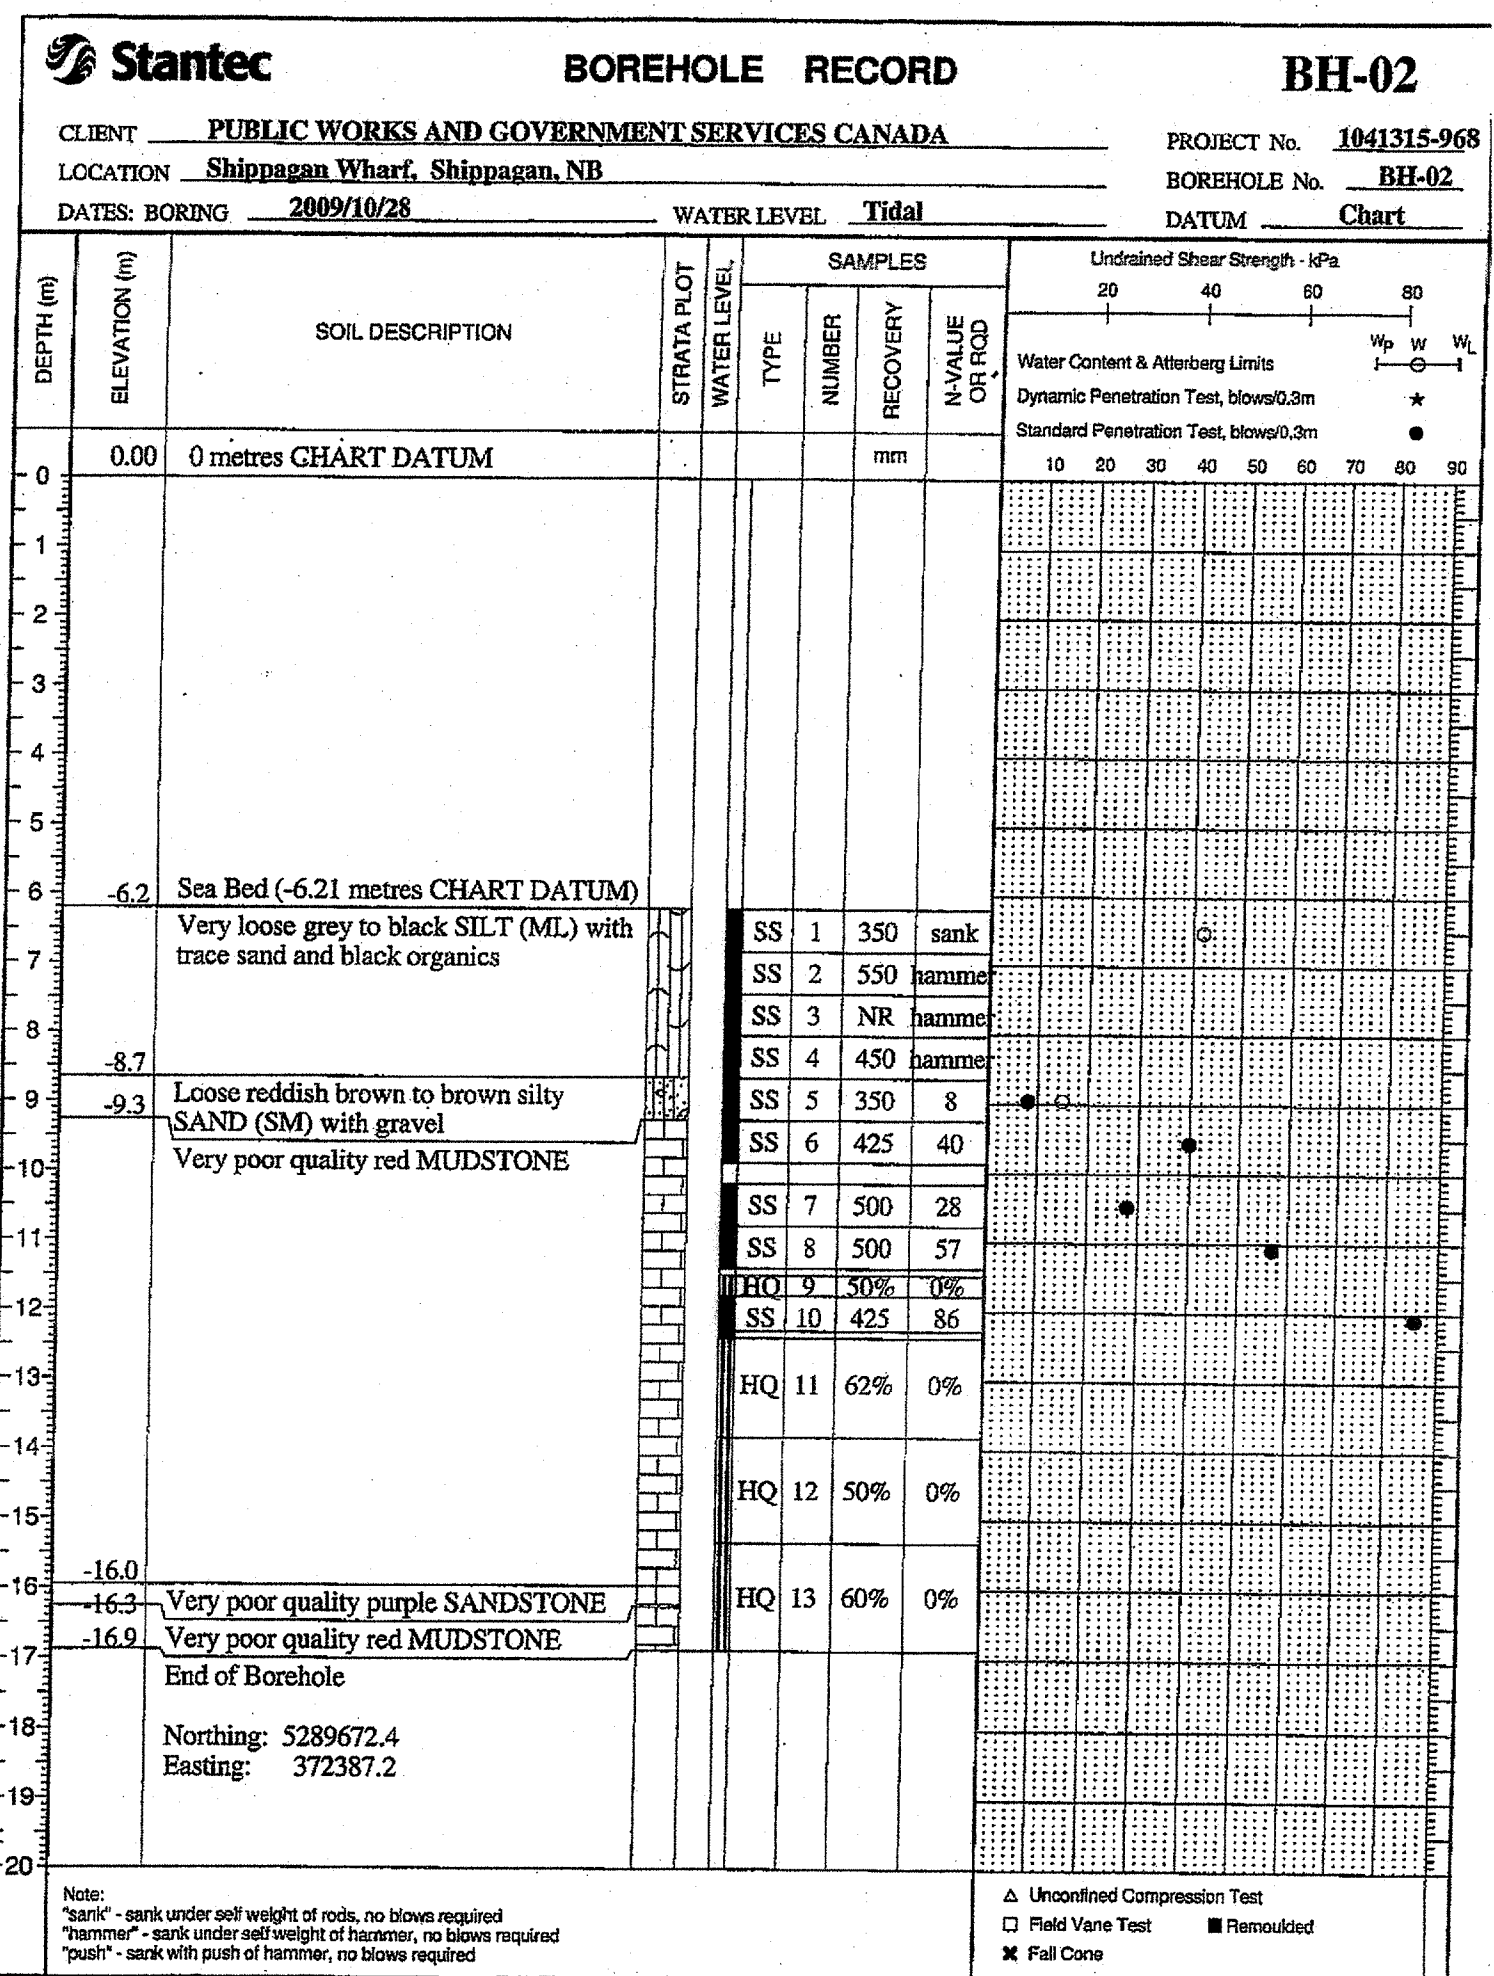 Stantec BOREHOLE RECORD BH-02
CLIENT PUBLIC WORKS AND GOVERNMENT SERVICES CANADA PROJECT No. 1041315-968
LOCATION Shippagan Wharf, Shippagan, NB BOREHOLE No. BH-02
DATES: BORING 2009/10/28 WATER LEVEL Tidal DATUM Chart
DEPTH (m)
ELEVATION (m)
SOIL DESCRIPTION
STRATA PLOT
WATER LEVEL
SAMPLES
TYPE
NUMBER
RECOVERY
N-VALUE
OR RQD
Undrained Shear Strength - kPa
20 40 60 80
Water Content & Atterberg Limits WP W WL
Dynamic Penetration Test, blows/0.3m ★
Standard Penetration Test, blows/0.3m ●
0.00 0 metres CHART DATUM mm
10 20 30 40 50 60 70 80 90
0
1
2
3
4
5
6
-6.2 Sea Bed (-6.21 metres CHART DATUM)
Very loose grey to black SILT (ML) with
trace sand and black organics
SS 1 350 sank
7
SS 2 550 hammer
SS 3 NR hammer
8
SS 4 450 hammer
-8.7
Loose reddish brown to brown silty
SAND (SM) with gravel
9
-9.3
SS 5 350 8
SS 6 425 40
Very poor quality red MUDSTONE
10
SS 7 500 28
11
SS 8 500 57
HQ 9 50% 0%
12
SS 10 425 86
13
HQ 11 62% 0%
14
HQ 12 50% 0%
15
-16.0
16
-16.3 Very poor quality purple SANDSTONE
HQ 13 60% 0%
-16.9 Very poor quality red MUDSTONE
17
End of Borehole
18
Northing: 5289672.4
Easting: 372387.2
19
20
Note:
"sank" - sank under self weight of rods, no blows required
"hammer" - sank under self weight of hammer, no blows required
"push" - sank with push of hammer, no blows required
△ Unconfined Compression Test
□ Field Vane Test ■ Remoulded
✖ Fall Cone